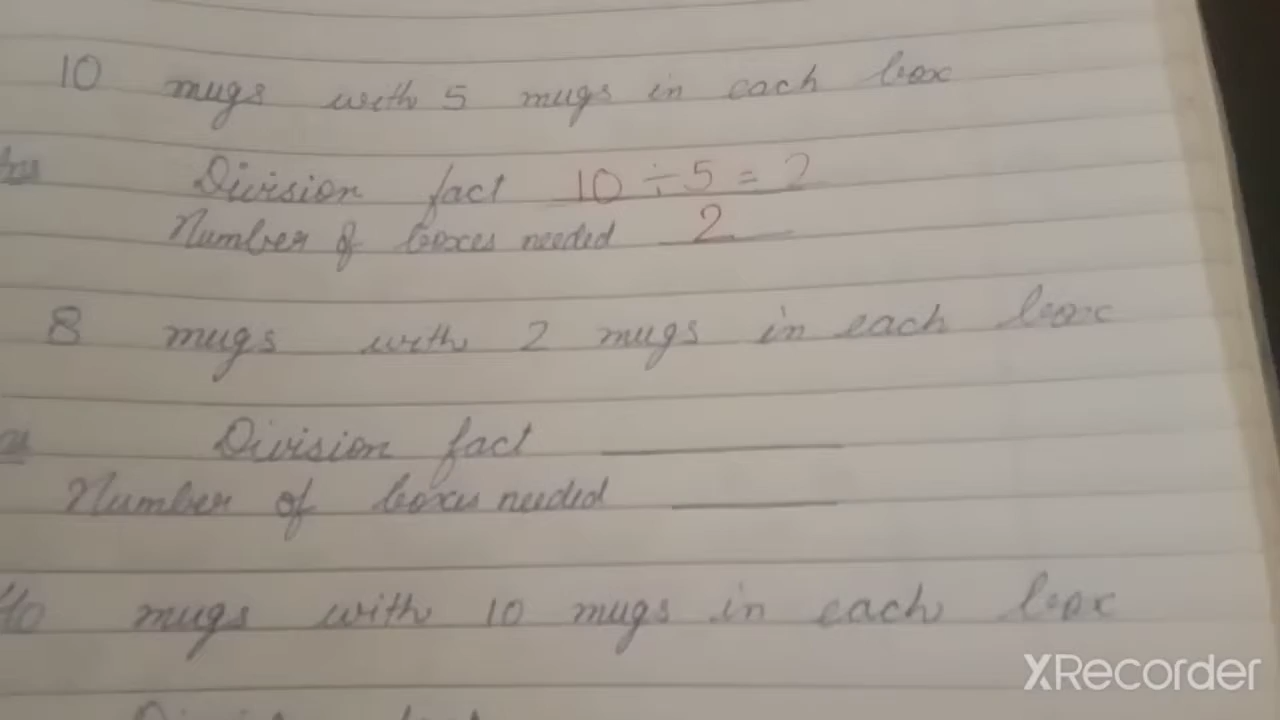 10 mugs with 5 mugs in each box
Ans Division fact 10 ÷ 5 = 2
Number of boxes needed 2
8 mugs with 2 mugs in each box
Division fact
Number of boxes needed
40 mugs with 10 mugs in each box
XRecorder